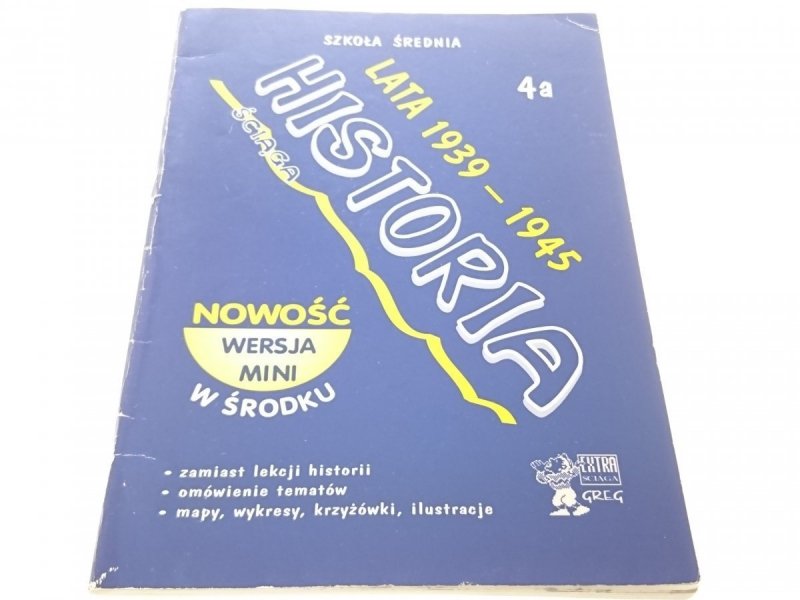 SZKOŁA ŚREDNIA
4a
LATA 1939 – 1945
HISTORIA
ŚCIĄGA
NOWOŚĆ
WERSJA
MINI
W ŚRODKU
• zamiast lekcji historii
• omówienie tematów
• mapy, wykresy, krzyżówki, ilustracje
EXTRA
ŚCIĄGA
GREG